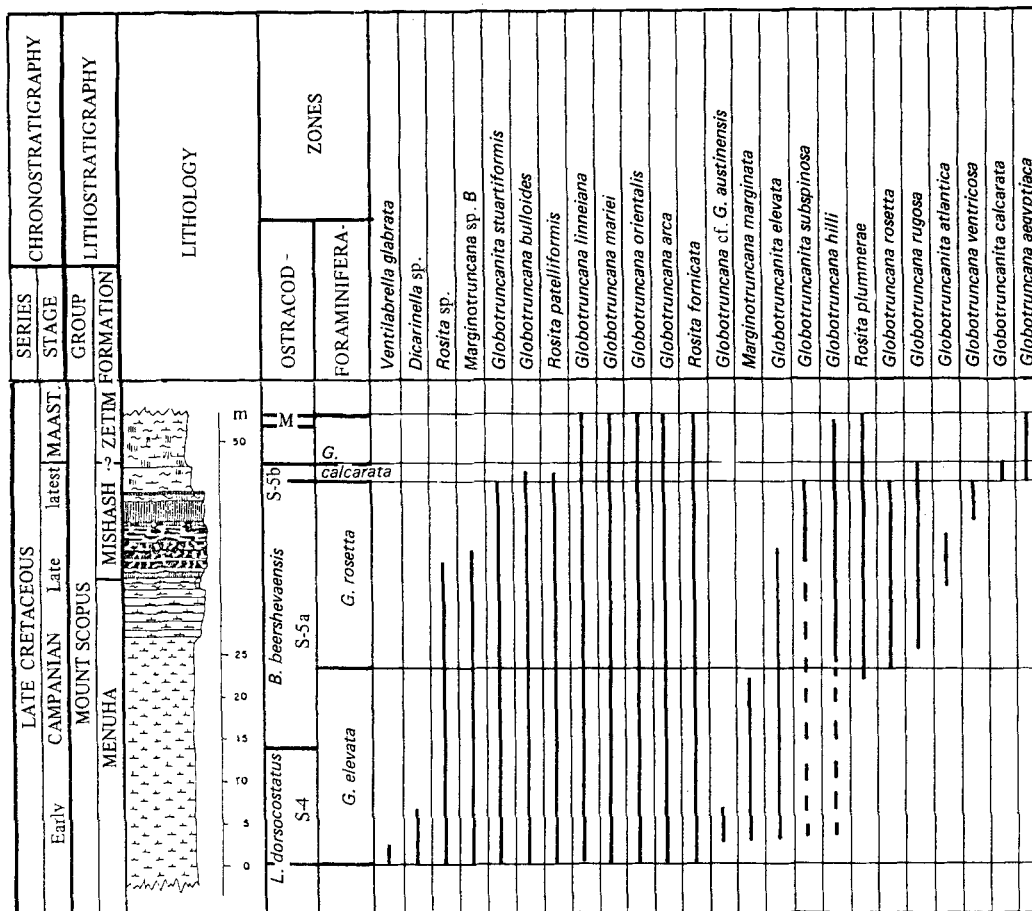 CHRONOSTRATIGRAPHY
SERIES
STAGE
LATE CRETACEOUS
Early CAMPANIAN Late latest MAAST.
LITHOSTRATIGRAPHY
GROUP
FORMATION
MOUNT SCOPUS
MENUHA MISHASH -?- ZETIM
LITHOLOGY
m
50
25
20
15
10
5
0
ZONES
OSTRACOD -
FORAMINIFERA-
L. dorsocostatus
S-4
B. beershevaensis
S-5a
S-5b
M
G. elevata
G. rosetta
G.
calcarata
Ventilabrella glabrata
Dicarinella sp.
Rosita sp.
Marginotruncana sp. B
Globotruncanita stuartiformis
Globotruncana bulloides
Rosita patelliformis
Globotruncana linneiana
Globotruncana mariei
Globotruncana orientalis
Globotruncana arca
Rosita fornicata
Globotruncana cf. G. austinensis
Marginotruncana marginata
Globotruncanita elevata
Globotruncanita subspinosa
Globotruncana hilli
Rosita plummerae
Globotruncana rosetta
Globotruncana rugosa
Globotruncanita atlantica
Globotruncana ventricosa
Globotruncanita calcarata
Globotruncana aegyptiaca